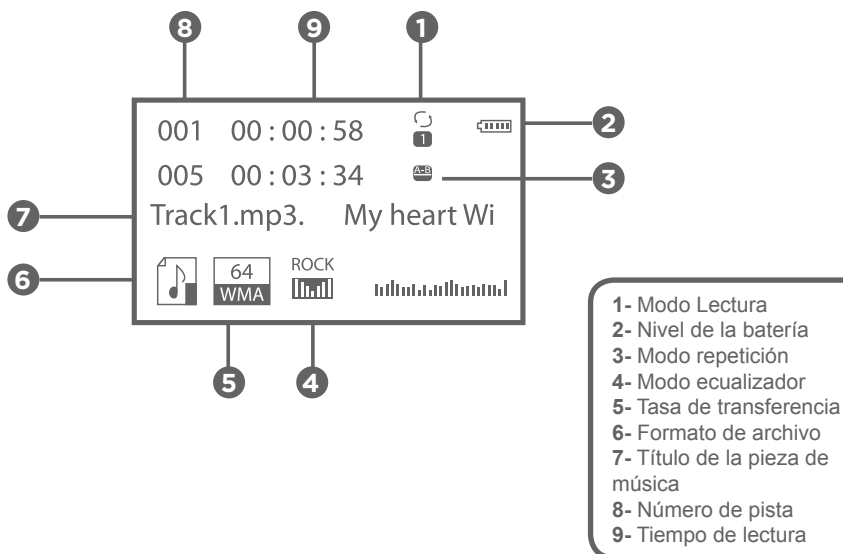 8 9 1
001 00 : 00 : 58
1
2
005 00 : 03 : 34 A-B
3
7 Track1.mp3. My heart Wi
6
64 ROCK
WMA
5 4
1- Modo Lectura
2- Nivel de la batería
3- Modo repetición
4- Modo ecualizador
5- Tasa de transferencia
6- Formato de archivo
7- Título de la pieza de
música
8- Número de pista
9- Tiempo de lectura